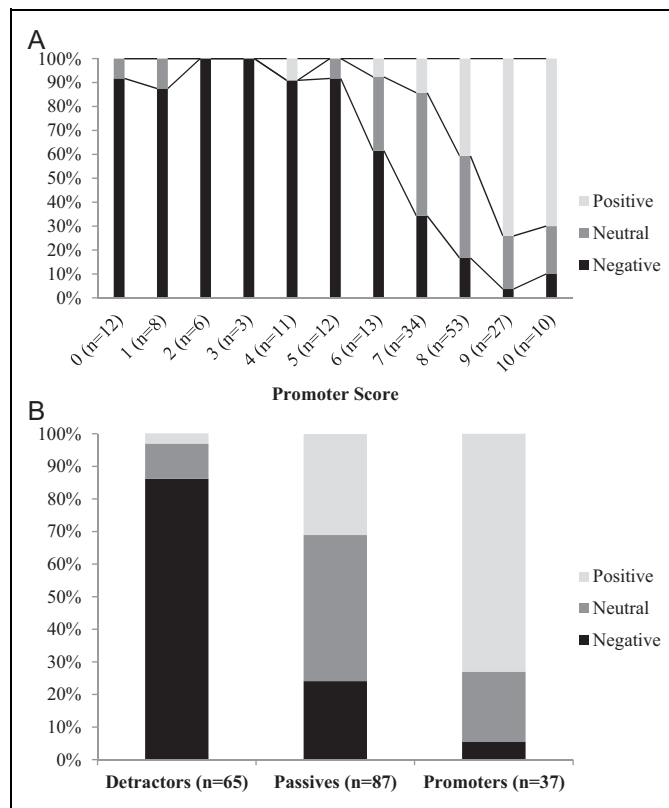 A
100%
90%
80%
70%
60%
50%
40%
30%
20%
10%
0%
Positive
Neutral
Negative
0 (n=12)
1 (n=8)
2 (n=6)
3 (n=3)
4 (n=11)
5 (n=12)
6 (n=13)
7 (n=34)
8 (n=53)
9 (n=27)
10 (n=10)
Promoter Score
B
100%
90%
80%
70%
60%
50%
40%
30%
20%
10%
0%
Positive
Neutral
Negative
Detractors (n=65) Passives (n=87) Promoters (n=37)